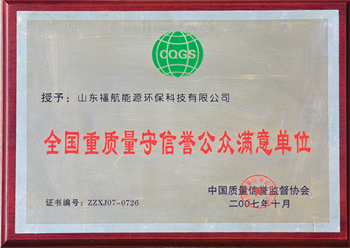 CQGS
授予：山东福航能源环保科技有限公司
全国重质量守信誉公众满意单位
中国质量信誉监督协会
证书编号：ZZXJ07-0726
二00七年十月